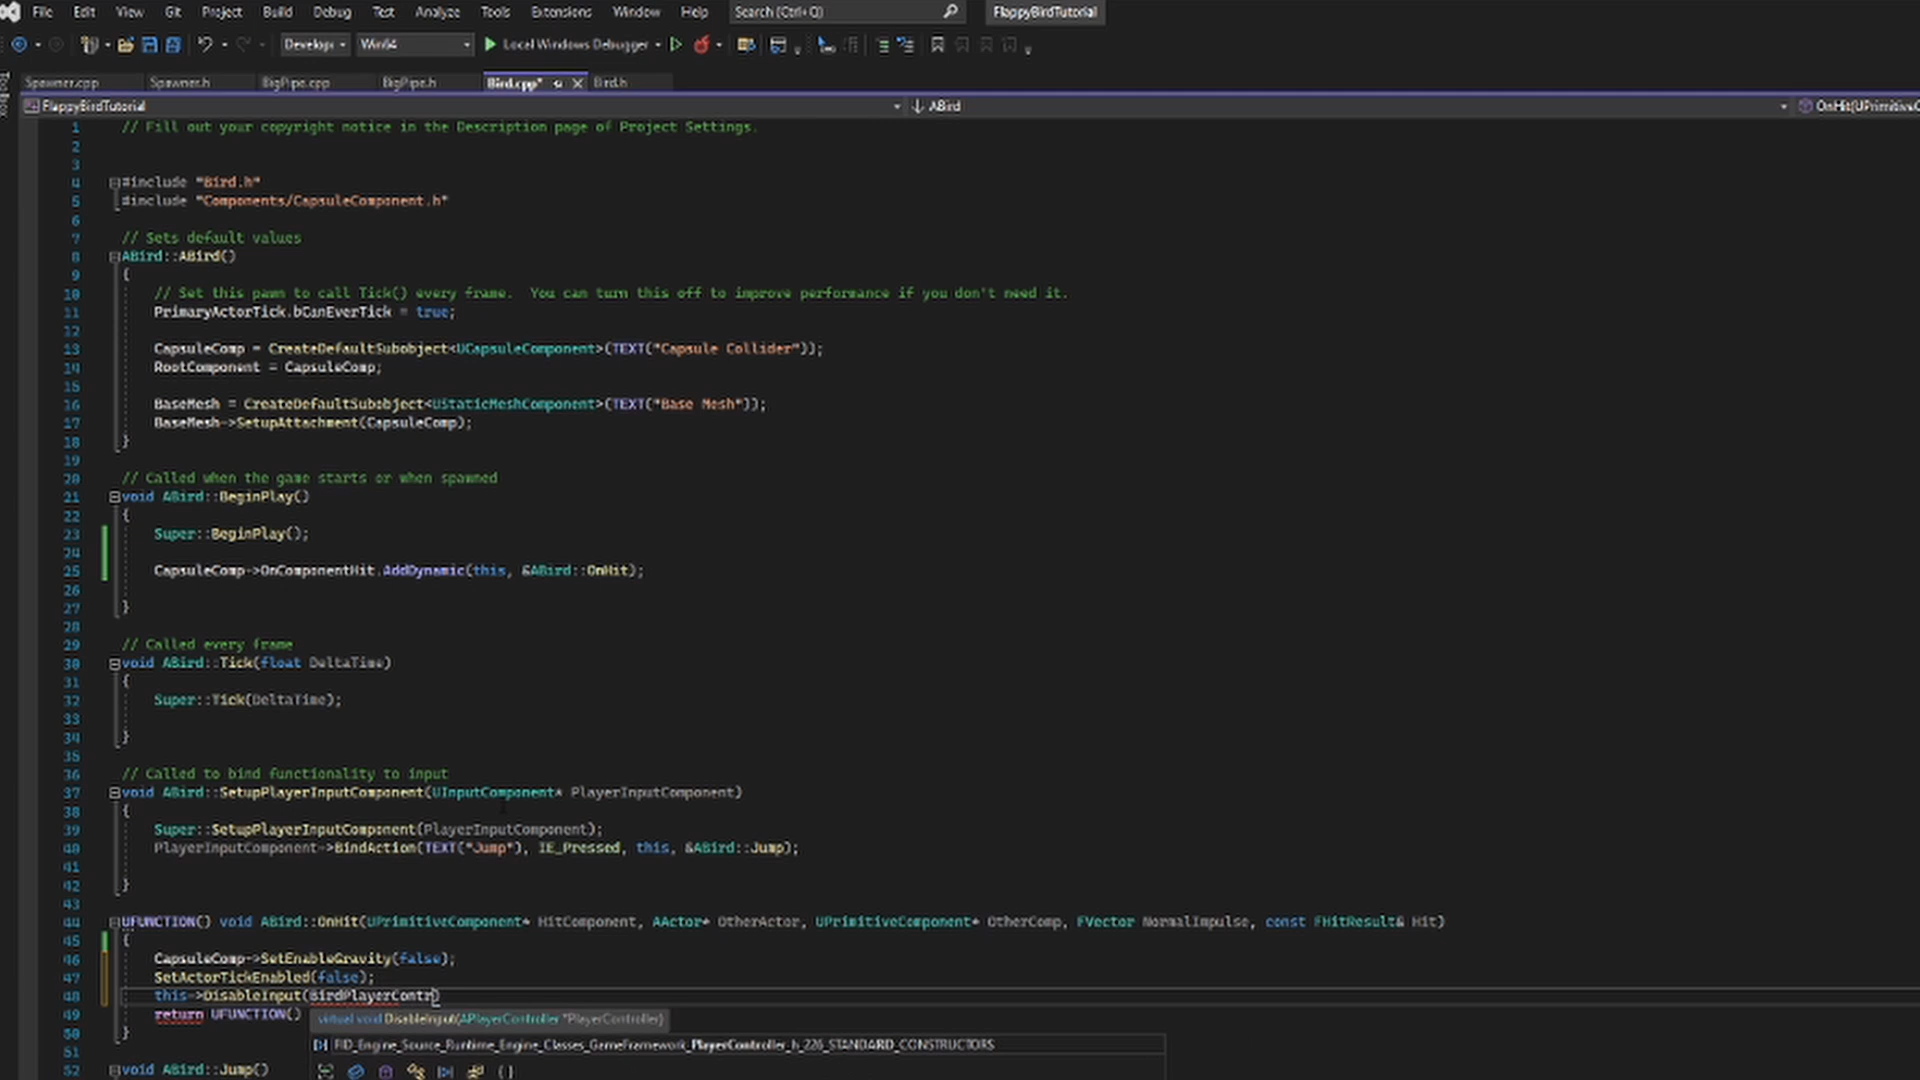 File Edit View Git Project Build Debug Test Analyze Tools Extensions Window Help Search (Ctrl+Q) FlappyBirdTutorial
Develop Win64 Local Windows Debugger
Spawner.cpp Spawner.h BigPipe.cpp BigPipe.h Bird.cpp* Bird.h
FlappyBirdTutorial ABird OnHit(UPrimitiveC
1 // Fill out your copyright notice in the Description page of Project Settings.
2
3
4 #include "Bird.h"
5 #include "Components/CapsuleComponent.h"
6
7 // Sets default values
8 ABird::ABird()
9 {
10 // Set this pawn to call Tick() every frame.  You can turn this off to improve performance if you don't need it.
11 PrimaryActorTick.bCanEverTick = true;
12
13 CapsuleComp = CreateDefaultSubobject<UCapsuleComponent>(TEXT("Capsule Collider"));
14 RootComponent = CapsuleComp;
15
16 BaseMesh = CreateDefaultSubobject<UStaticMeshComponent>(TEXT("Base Mesh"));
17 BaseMesh->SetupAttachment(CapsuleComp);
18 }
19
20 // Called when the game starts or when spawned
21 void ABird::BeginPlay()
22 {
23 Super::BeginPlay();
24
25 CapsuleComp->OnComponentHit.AddDynamic(this, &ABird::OnHit);
26
27 }
28
29 // Called every frame
30 void ABird::Tick(float DeltaTime)
31 {
32 Super::Tick(DeltaTime);
33
34 }
35
36 // Called to bind functionality to input
37 void ABird::SetupPlayerInputComponent(UInputComponent* PlayerInputComponent)
38 {
39 Super::SetupPlayerInputComponent(PlayerInputComponent);
40 PlayerInputComponent->BindAction(TEXT("Jump"), IE_Pressed, this, &ABird::Jump);
41
42 }
43
44 UFUNCTION() void ABird::OnHit(UPrimitiveComponent* HitComponent, AActor* OtherActor, UPrimitiveComponent* OtherComp, FVector NormalImpulse, const FHitResult& Hit)
45 {
46 CapsuleComp->SetEnableGravity(false);
47 SetActorTickEnabled(false);
48 this->DisableInput(BirdPlayerContr)
49 return UFUNCTION() virtual void DisableInput(APlayerController *PlayerController)
50 }
FID_Engine_Source_Runtime_Engine_Classes_GameFramework_PlayerController_h_226_STANDARD_CONSTRUCTORS
51
52 void ABird::Jump()